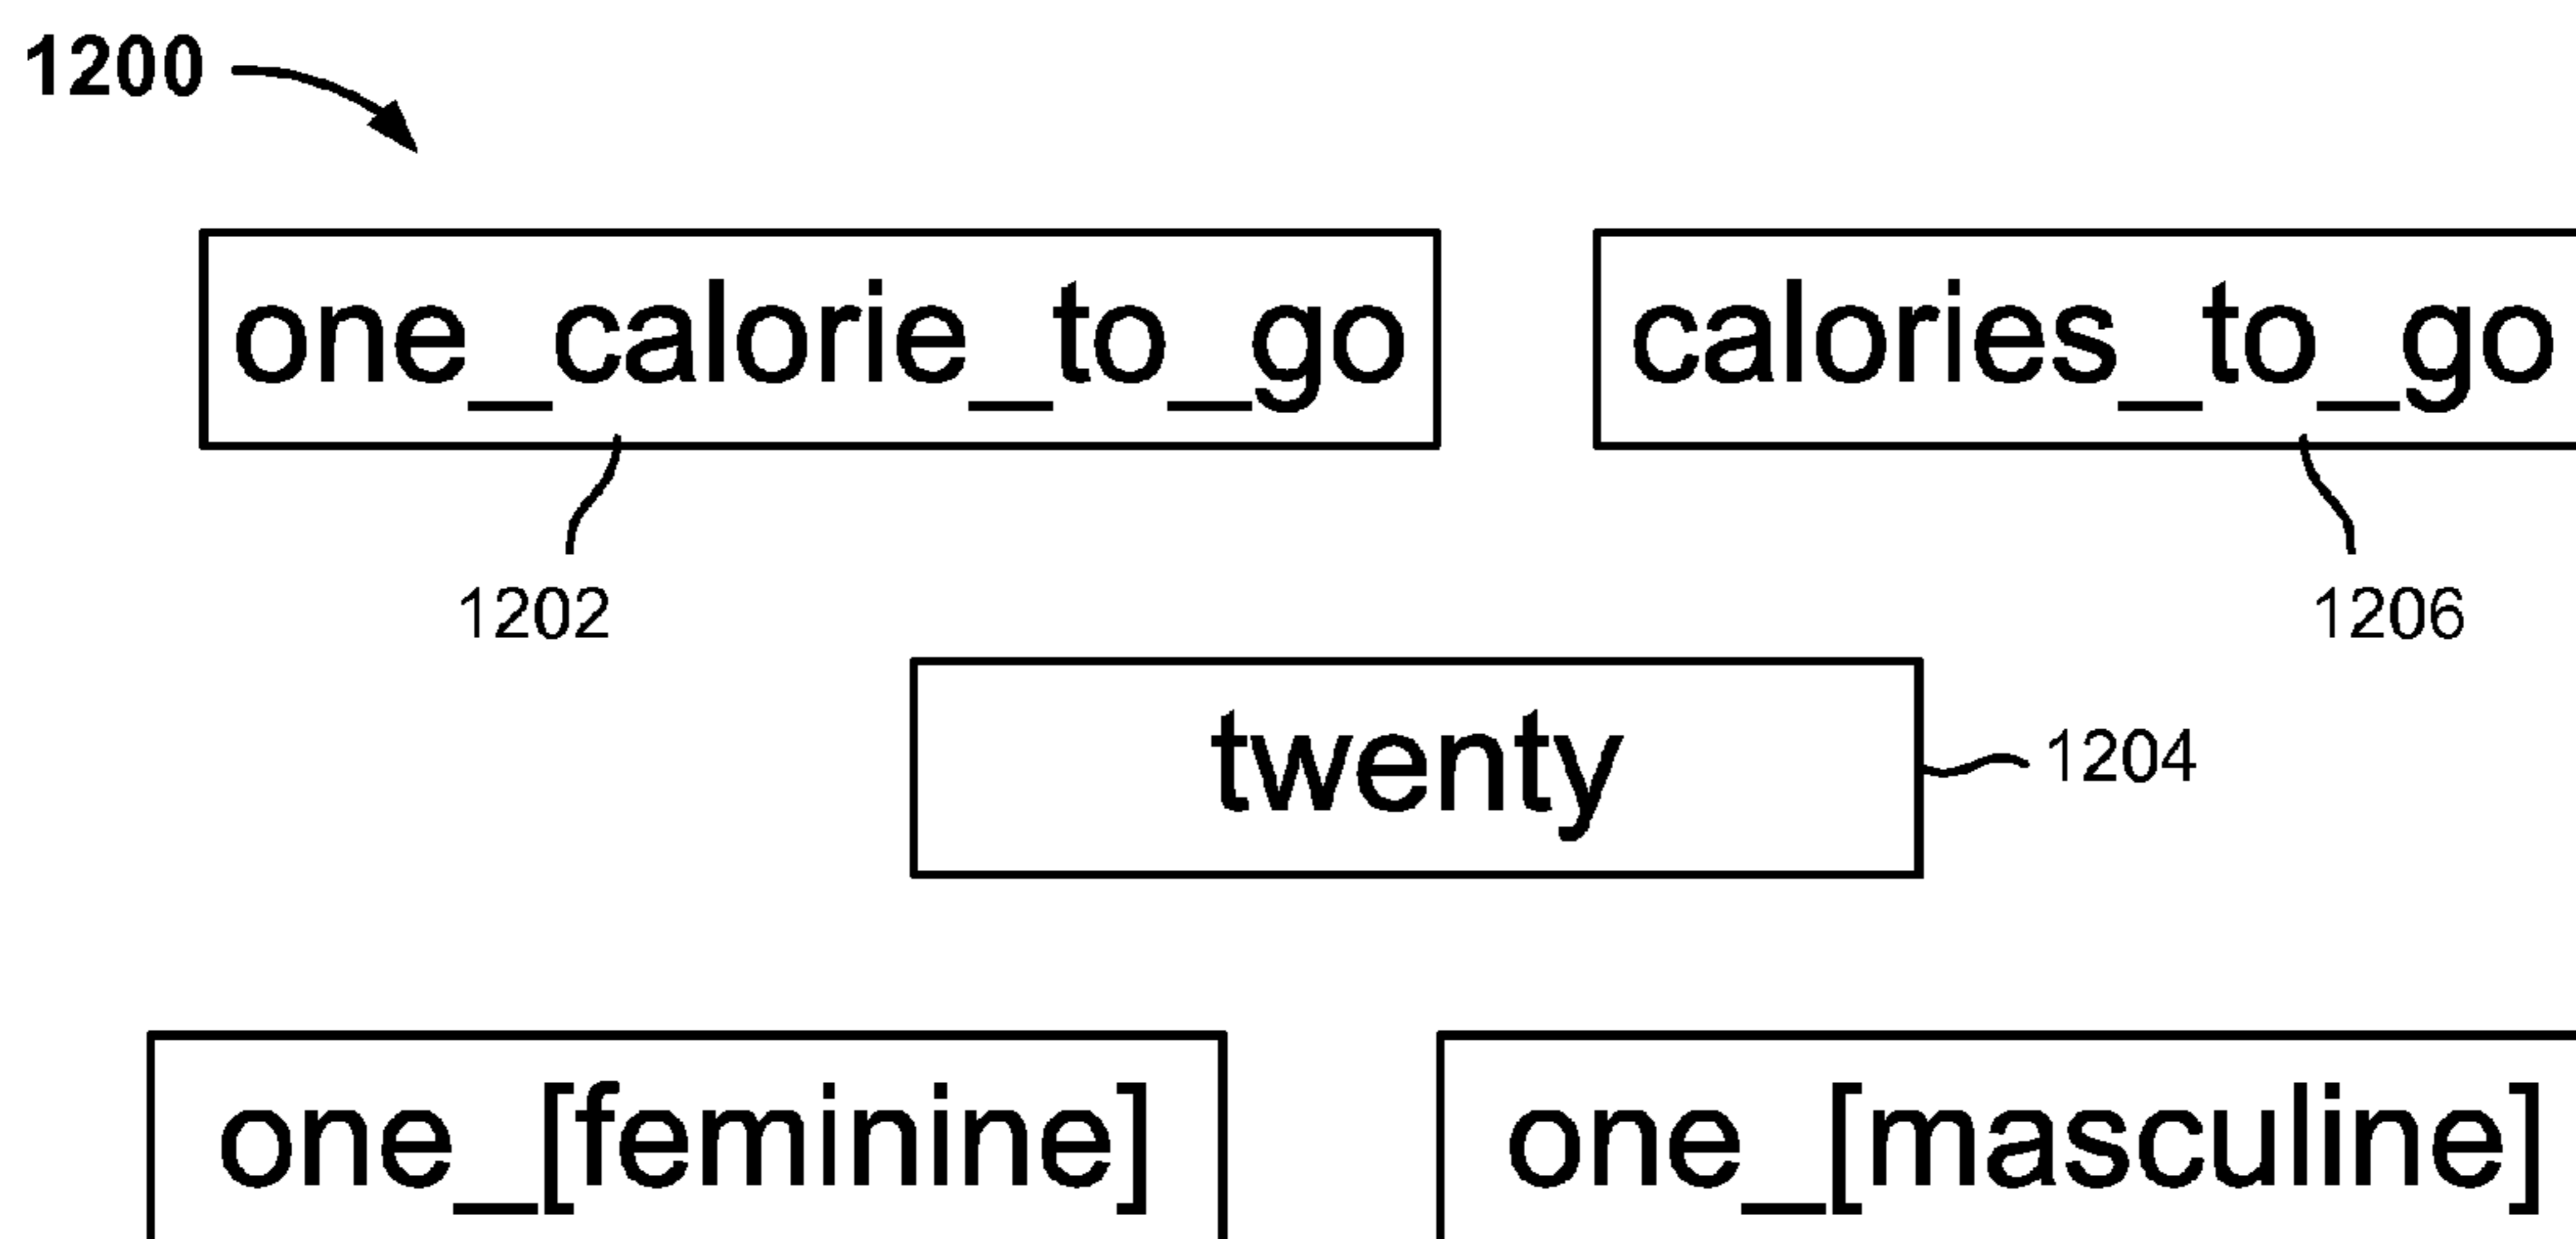 1200
one_calorie_to_go calories_to_go
1202 1206
twenty 1204
one_[feminine] one_[masculine]